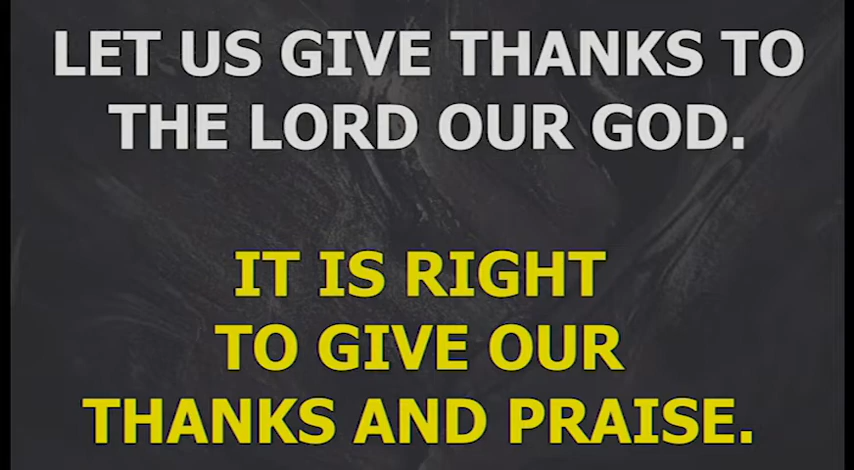 LET US GIVE THANKS TO
THE LORD OUR GOD.
IT IS RIGHT
TO GIVE OUR
THANKS AND PRAISE.